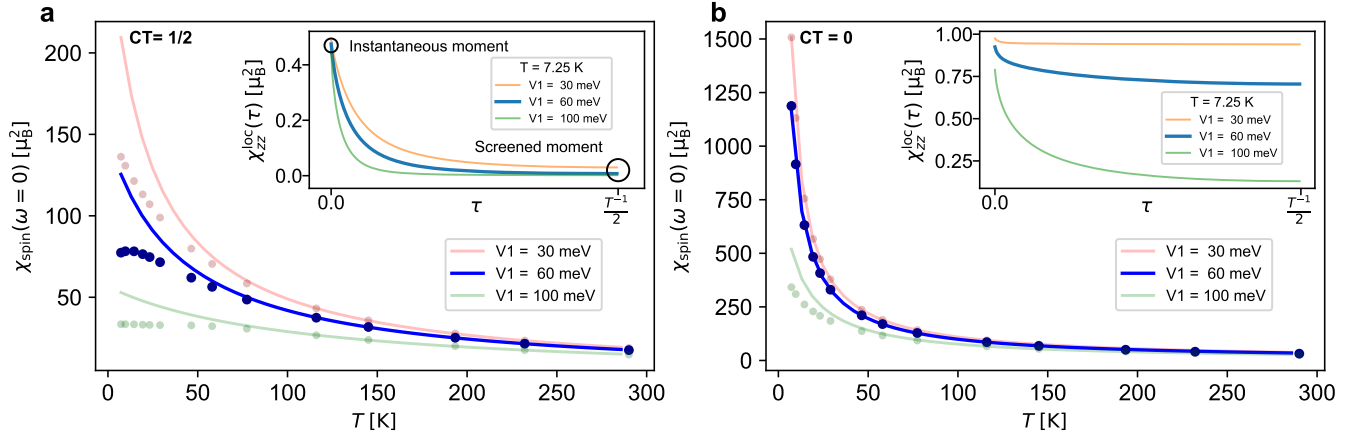 a
CT= 1/2
χspin(ω = 0) [μB²]
200
150
100
50
0
50
100
150
200
250
300
T [K]
χzz^loc(τ) [μB²]
0.4
0.2
0.0
Instantaneous moment
T = 7.25 K
V1 = 30 meV
V1 = 60 meV
V1 = 100 meV
Screened moment
0.0
τ
T⁻¹/2
V1 = 30 meV
V1 = 60 meV
V1 = 100 meV
b
CT = 0
χspin(ω = 0) [μB²]
1500
1250
1000
750
500
250
0
0
50
100
150
200
250
300
T [K]
χzz^loc(τ) [μB²]
1.00
0.75
0.50
0.25
T = 7.25 K
V1 = 30 meV
V1 = 60 meV
V1 = 100 meV
0.0
τ
T⁻¹/2
V1 = 30 meV
V1 = 60 meV
V1 = 100 meV